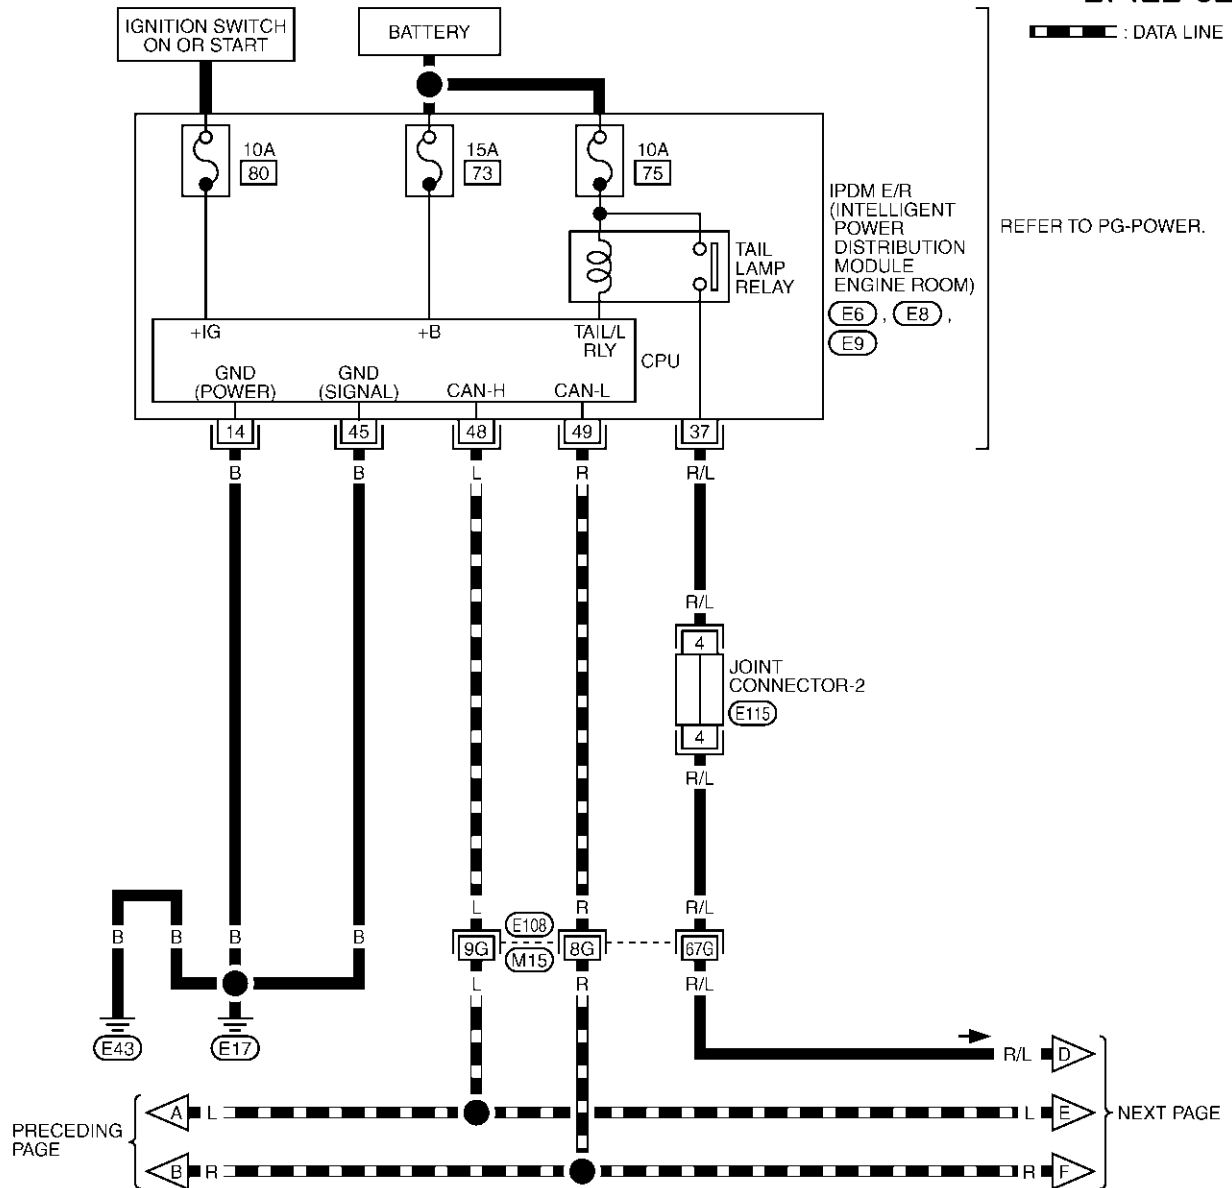 : DATA LINE
IGNITION SWITCH
ON OR START
BATTERY
10A
80
15A
73
10A
75
IPDM E/R
(INTELLIGENT
POWER
DISTRIBUTION
MODULE
ENGINE ROOM)
E6 , E8 ,
E9
REFER TO PG-POWER.
TAIL
LAMP
RELAY
+IG
+B
TAIL/L
RLY
CPU
GND
(POWER)
GND
(SIGNAL)
CAN-H
CAN-L
14
45
48
49
37
B
B
L
R
R/L
R/L
4
JOINT
CONNECTOR-2
E115
4
R/L
L
R
R/L
B
B
B
B
9G
E108
M15
8G
67G
L
R
R/L
E43
E17
R/L
D
PRECEDING
PAGE
A
L
L
E
NEXT PAGE
B
R
R
F